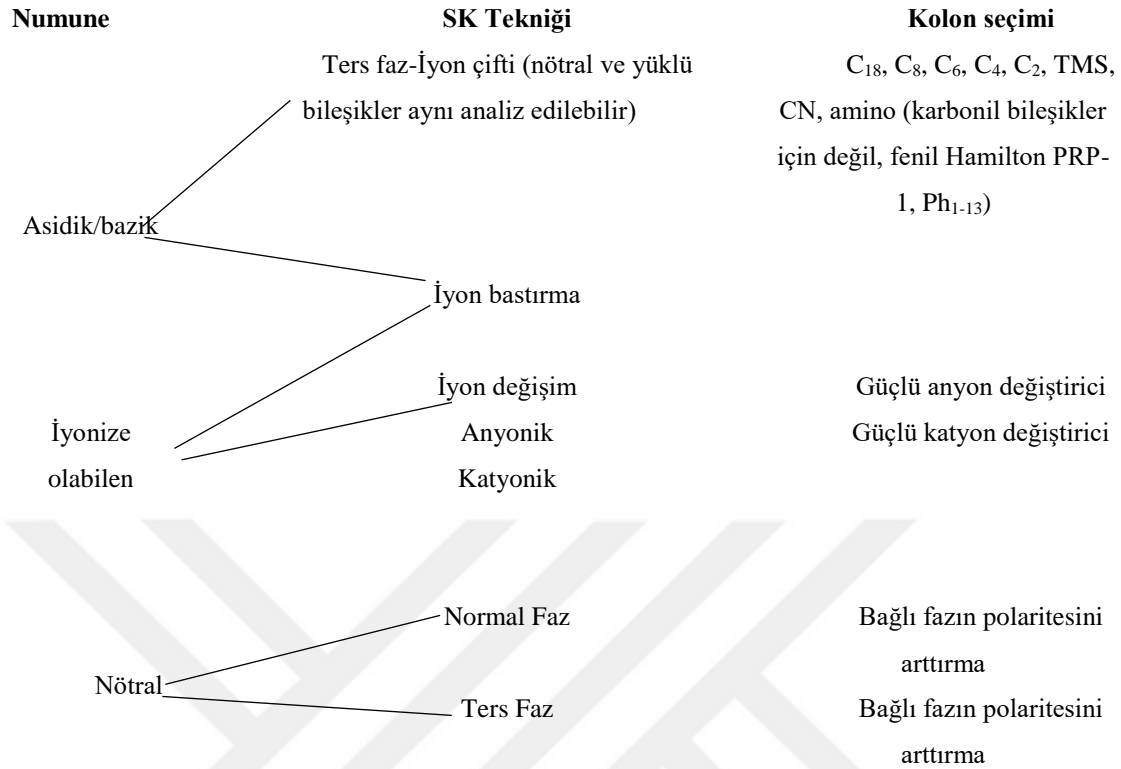 Numune SK Tekniği Kolon seçimi
Ters faz-İyon çifti (nötral ve yüklü C18, C8, C6, C4, C2, TMS,
bileşikler aynı analiz edilebilir) CN, amino (karbonil bileşikler
için değil, fenil Hamilton PRP-
Asidik/bazik 1, Ph1-13)
İyon bastırma
İyon değişim Güçlü anyon değiştirici
İyonize Anyonik Güçlü katyon değiştirici
olabilen Katyonik
Normal Faz Bağlı fazın polaritesini
arttırma
Nötral
Ters Faz Bağlı fazın polaritesini
arttırma